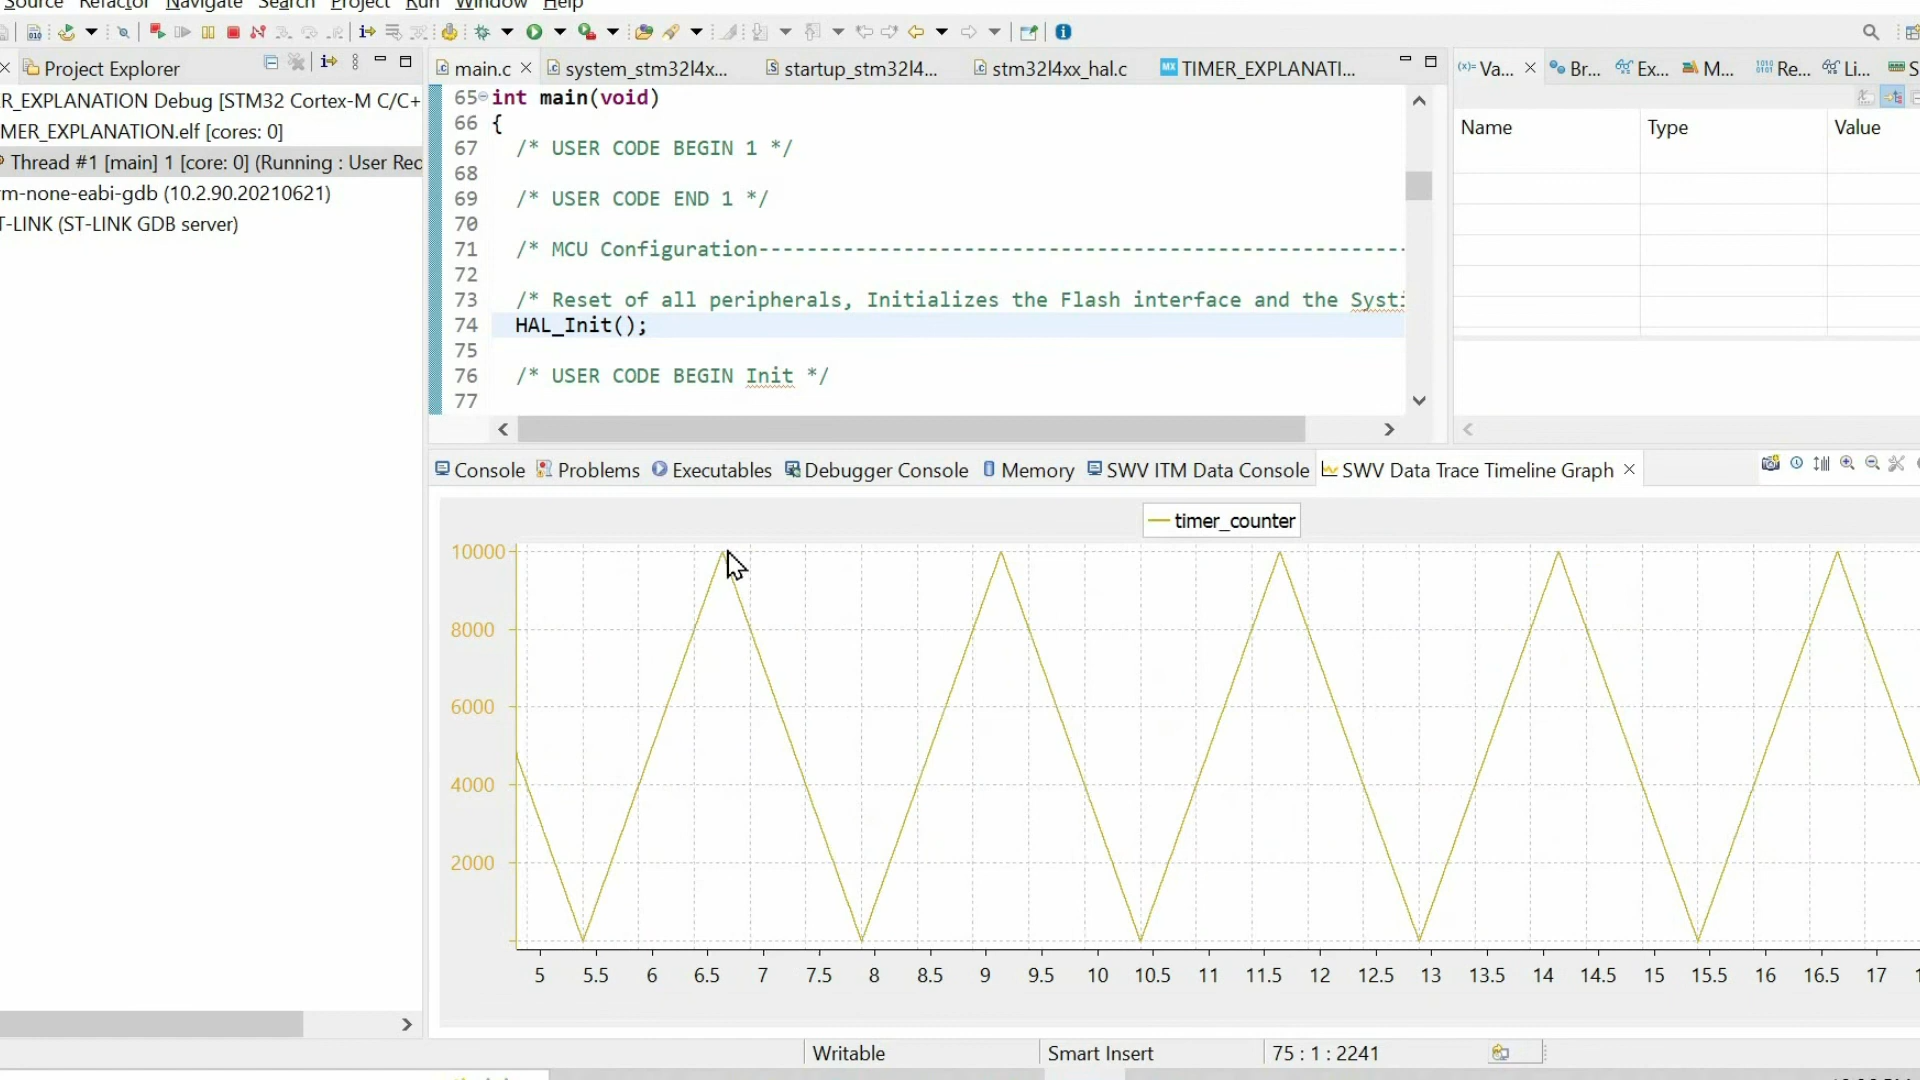 Source Refactor Navigate Search Project Run Window Help
Project Explorer
R_EXPLANATION Debug [STM32 Cortex-M C/C+
MER_EXPLANATION.elf [cores: 0]
Thread #1 [main] 1 [core: 0] (Running : User Rec
m-none-eabi-gdb (10.2.90.20210621)
T-LINK (ST-LINK GDB server)
main.c system_stm32l4x... startup_stm32l4... stm32l4xx_hal.c MX TIMER_EXPLANATI...
65 int main(void)
66 {
67 /* USER CODE BEGIN 1 */
68
69 /* USER CODE END 1 */
70
71 /* MCU Configuration------------------------------------------------------
72
73 /* Reset of all peripherals, Initializes the Flash interface and the Systi
74 HAL_Init();
75
76 /* USER CODE BEGIN Init */
77
(x)= Va... Br... Ex... M... Re... Li... S
Name Type Value
Console Problems Executables Debugger Console Memory SWV ITM Data Console SWV Data Trace Timeline Graph
timer_counter
10000
8000
6000
4000
2000
5 5.5 6 6.5 7 7.5 8 8.5 9 9.5 10 10.5 11 11.5 12 12.5 13 13.5 14 14.5 15 15.5 16 16.5 17
Writable Smart Insert 75 : 1 : 2241